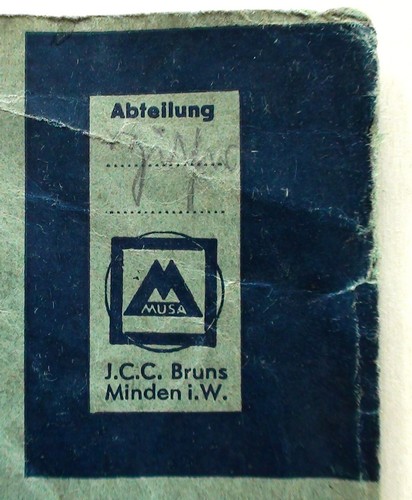 Abteilung
MUSA
J.C.C. Bruns
Minden i.W.